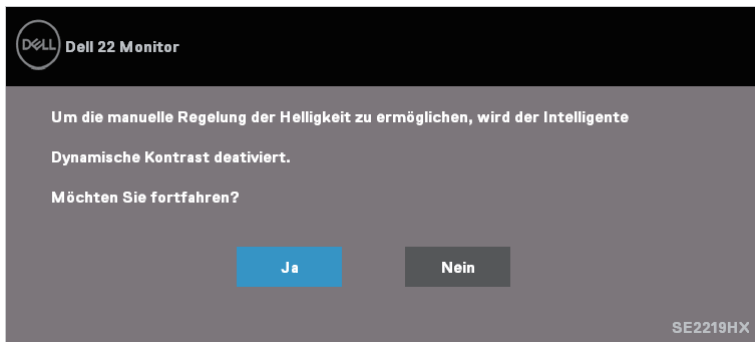 DELL Dell 22 Monitor
Um die manuelle Regelung der Helligkeit zu ermöglichen, wird der Intelligente
Dynamische Kontrast deativiert.
Möchten Sie fortfahren?
Ja Nein
SE2219HX